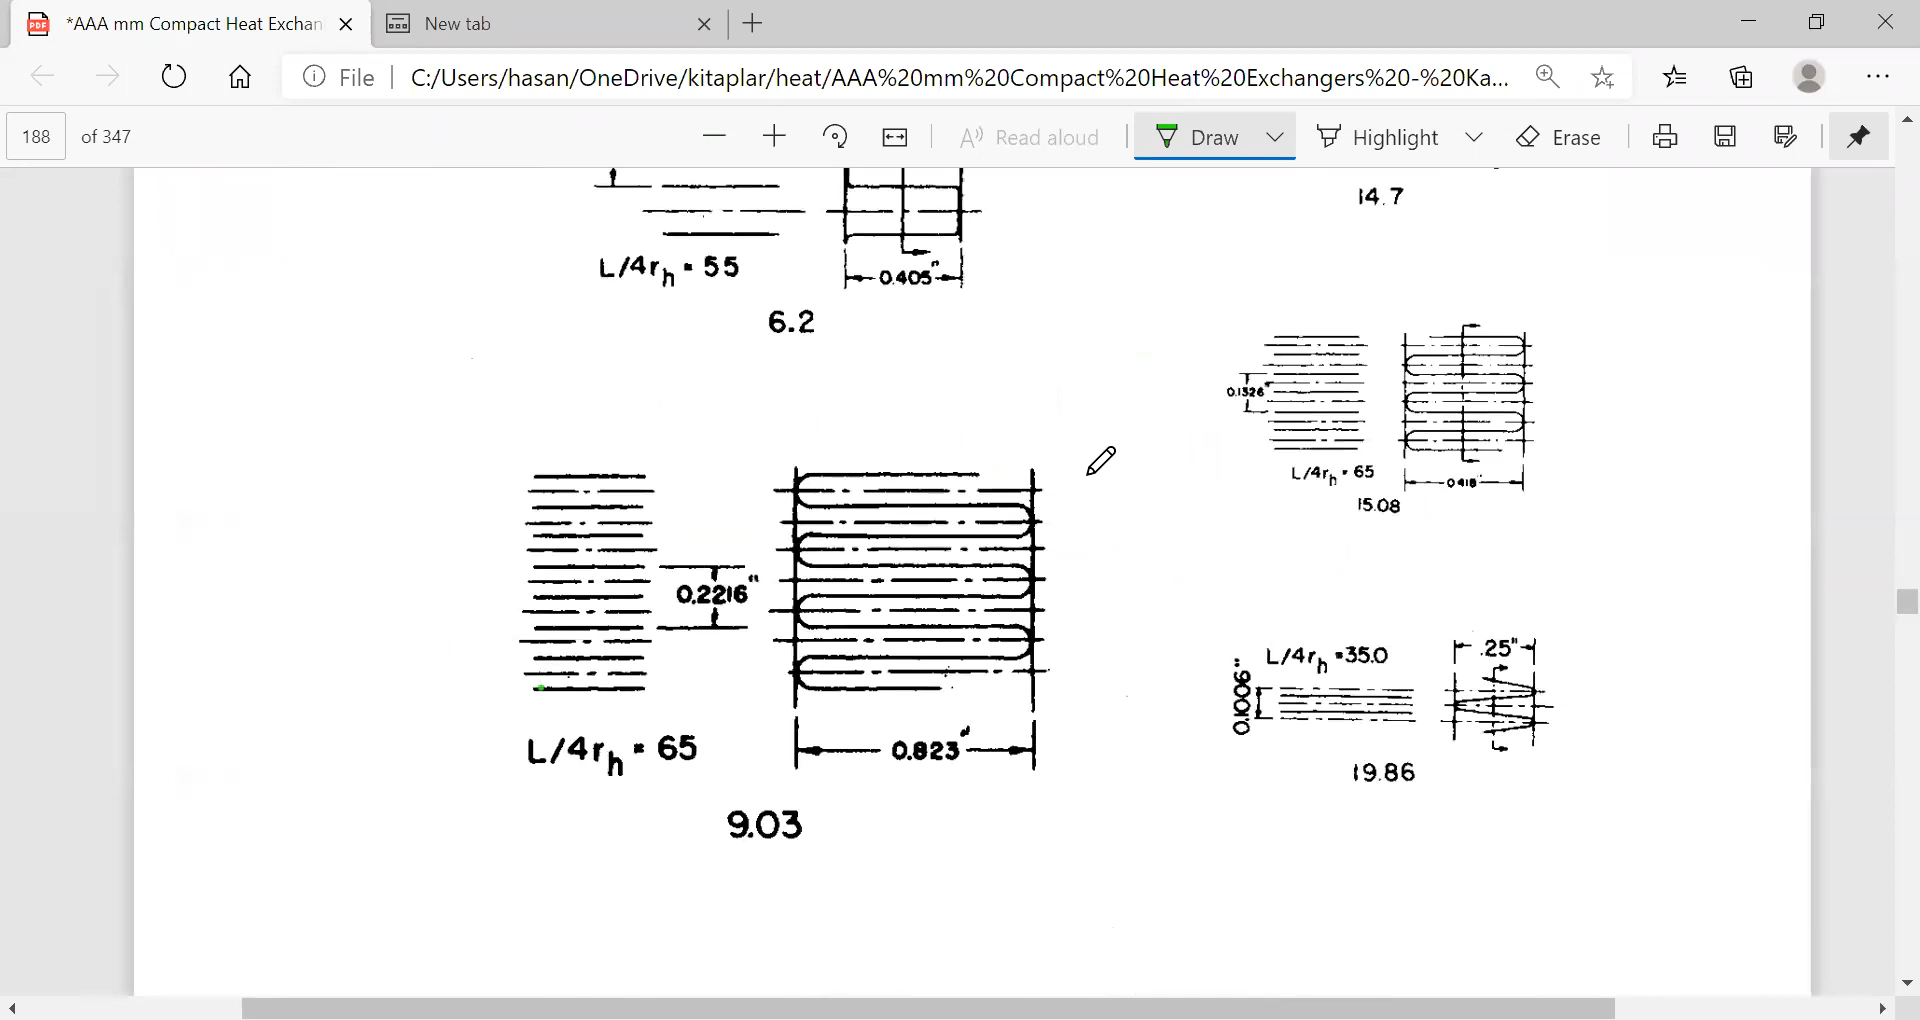 *AAA mm Compact Heat Exchan
New tab
File
C:/Users/hasan/OneDrive/kitaplar/heat/AAA%20mm%20Compact%20Heat%20Exchangers%20-%20Ka...
188 of 347
Read aloud
Draw
Highlight
Erase
14.7
L/4rh = 55
0.405"
6.2
0.1326"
L/4rh = 65
0.418"
15.08
0.2216"
L/4rh = 65
0.823"
9.03
L/4rh = 35.0
.25"
0.1006"
19.86